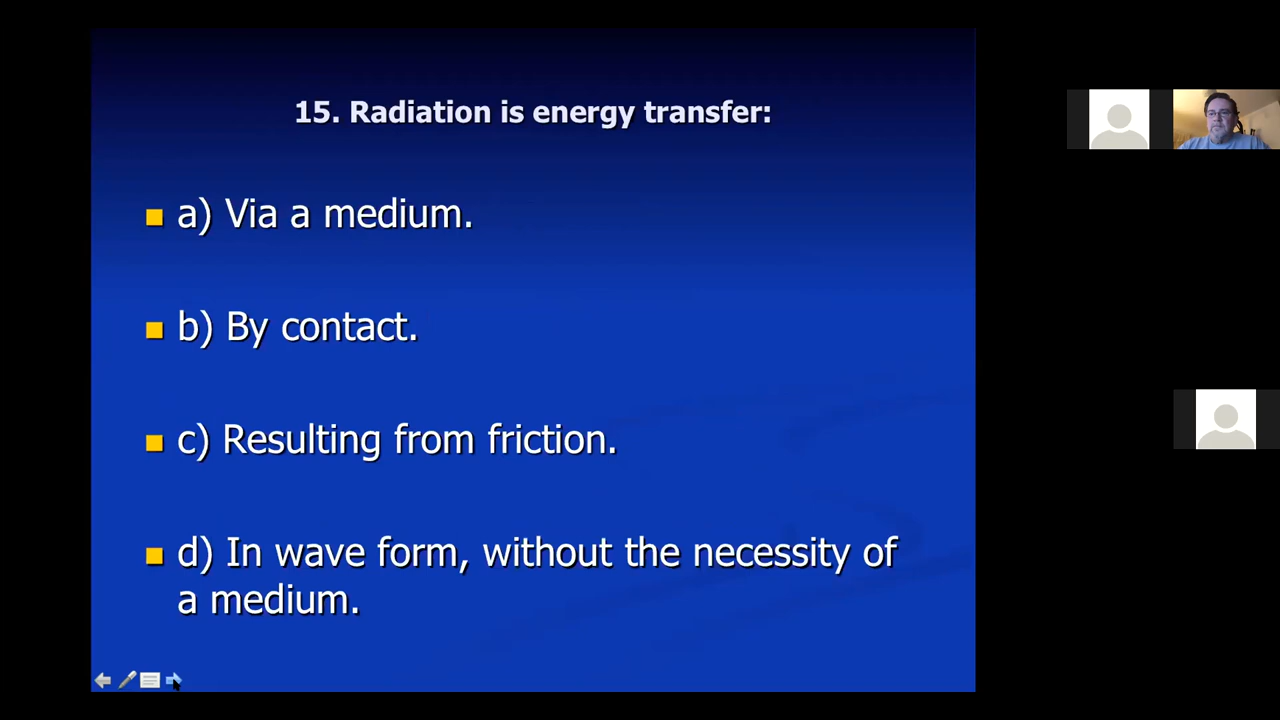 15. Radiation is energy transfer:
a) Via a medium.
b) By contact.
c) Resulting from friction.
d) In wave form, without the necessity of
a medium.